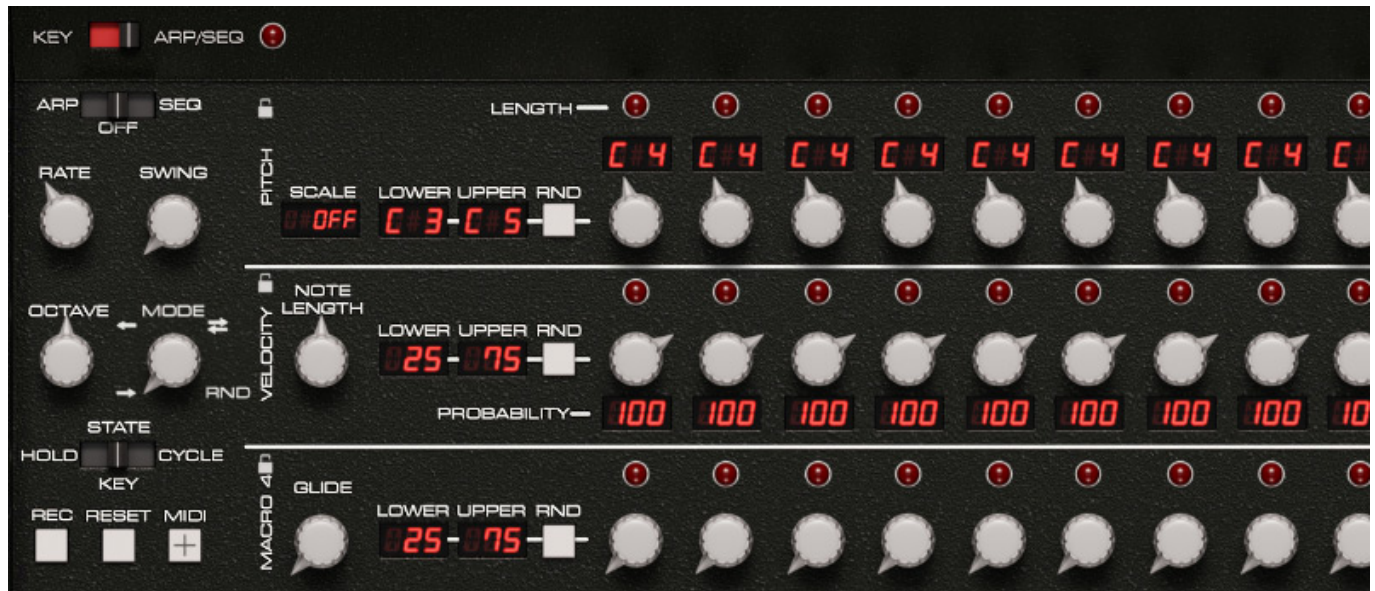 KEY ARP/SEQ
ARP SEQ
OFF
LENGTH
C 4 C 4 C 4 C 4 C 4 C 4 C 4 C 4 C
PITCH
RATE SWING
SCALE LOWER UPPER RND
OFF C 3 - C 5
VELOCITY
NOTE
LENGTH
OCTAVE MODE
LOWER UPPER RND
25 - 75
RND
PROBABILITY
100 100 100 100 100 100 100 100 10
STATE
HOLD CYCLE
KEY
MACRO 4
GLIDE
LOWER UPPER RND
25 - 75
REC RESET MIDI